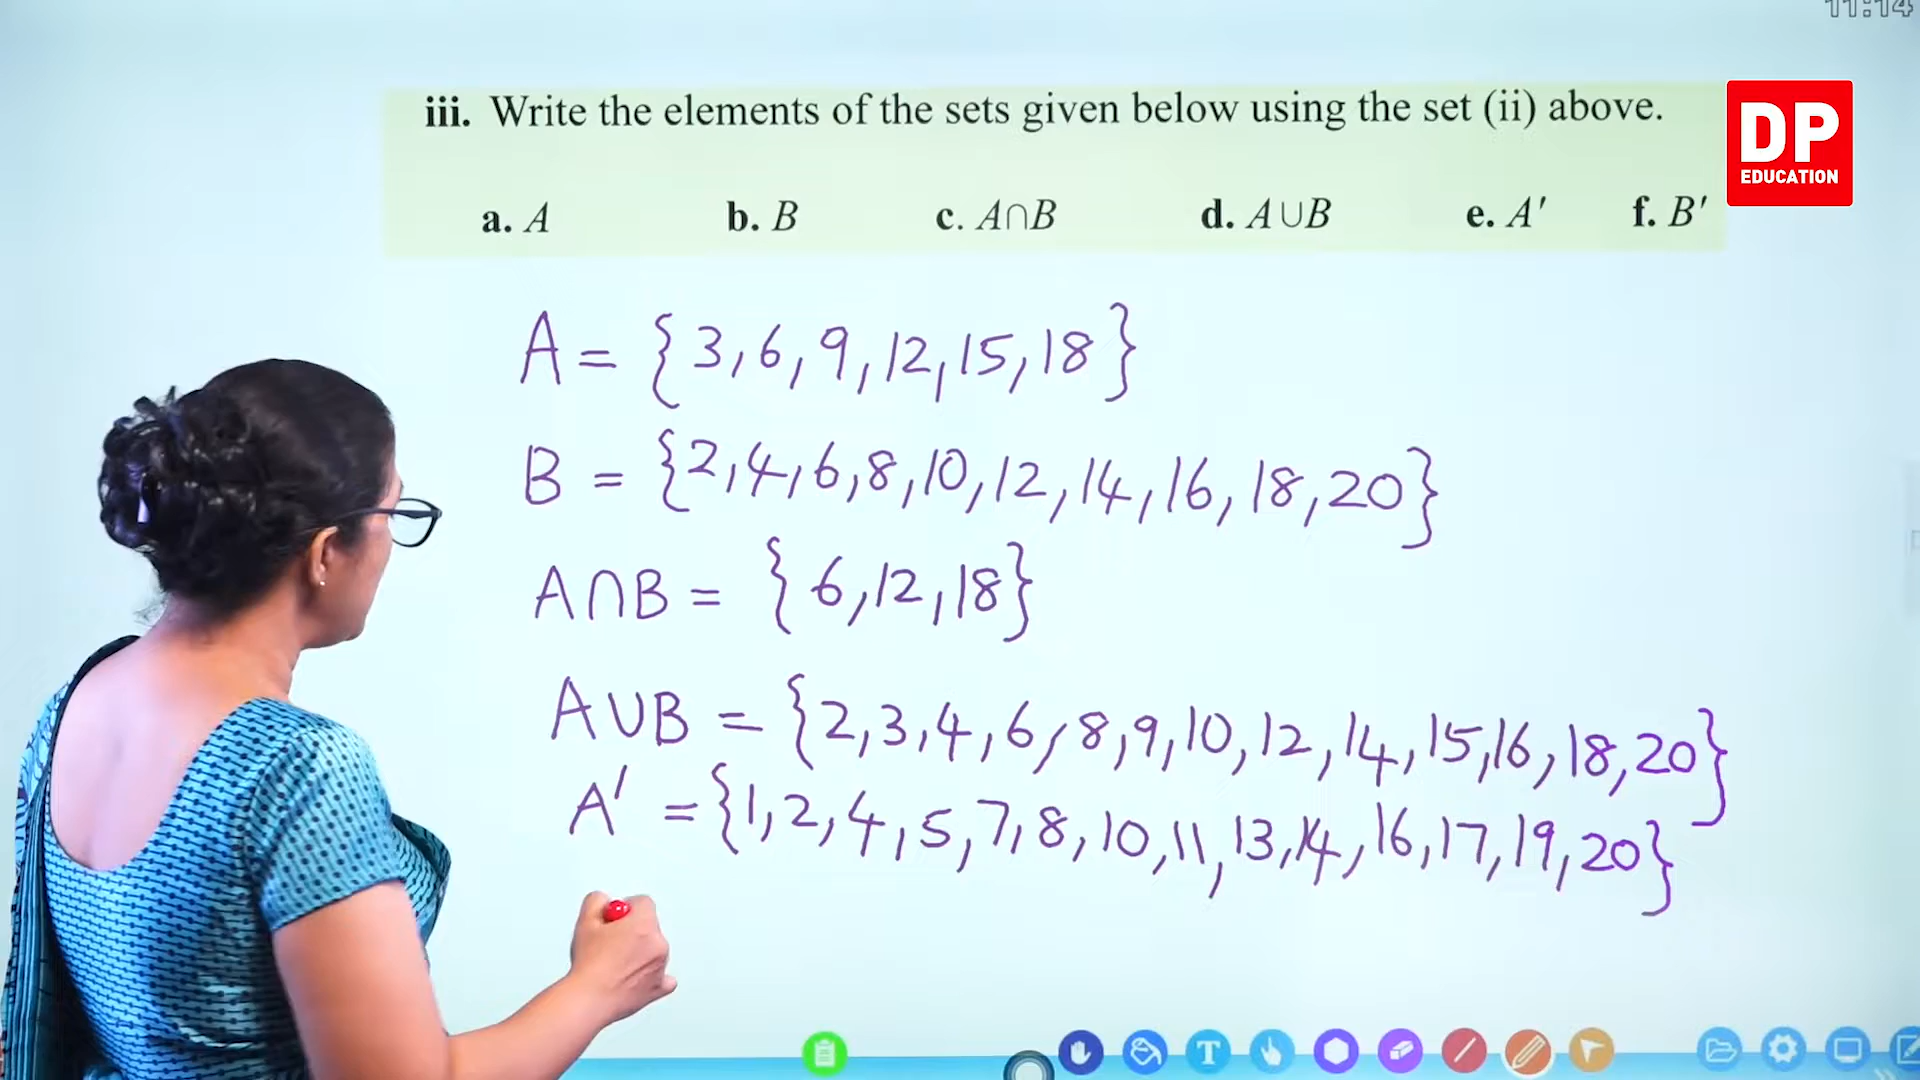 11:14
iii. Write the elements of the sets given below using the set (ii) above.
DP
EDUCATION
a. A b. B c. A∩B d. A∪B e. A′ f. B′
A = {3,6,9,12,15,18}
B = {2,4,6,8,10,12,14,16,18,20}
A∩B = {6,12,18}
A∪B = {2,3,4,6,8,9,10,12,14,15,16,18,20}
A′ = {1,2,4,5,7,8,10,11,13,14,16,17,19,20}
T